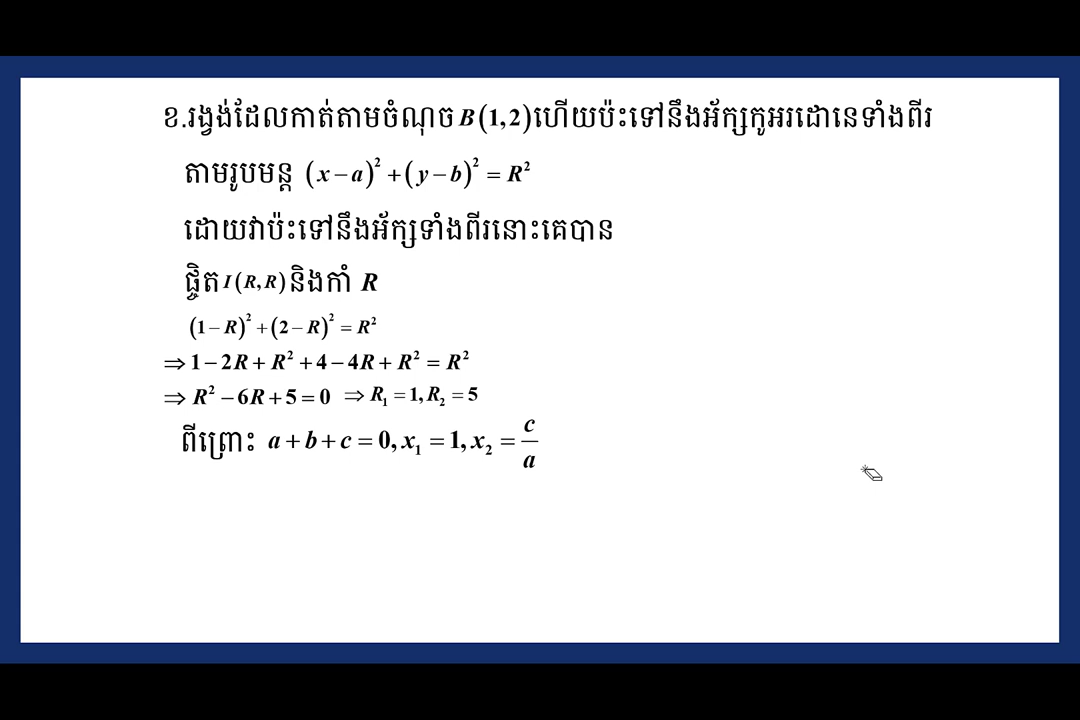 ខ.រង្វង់ដែលកាត់តាមចំណុច B(1,2)ហើយប៉ះទៅនឹងអ័ក្សកូអរដោនេទាំងពីរ
តាមរូបមន្ត (x−a)²+(y−b)²=R²
ដោយវាប៉ះទៅនឹងអ័ក្សទាំងពីរនោះគេបាន
ផ្ចិត I(R,R) និងកាំ R
(1−R)²+(2−R)²=R²
⇒1−2R+R²+4−4R+R²=R²
⇒R²−6R+5=0 ⇒R₁=1,R₂=5
ពីព្រោះ a+b+c=0,x₁=1,x₂=c/a